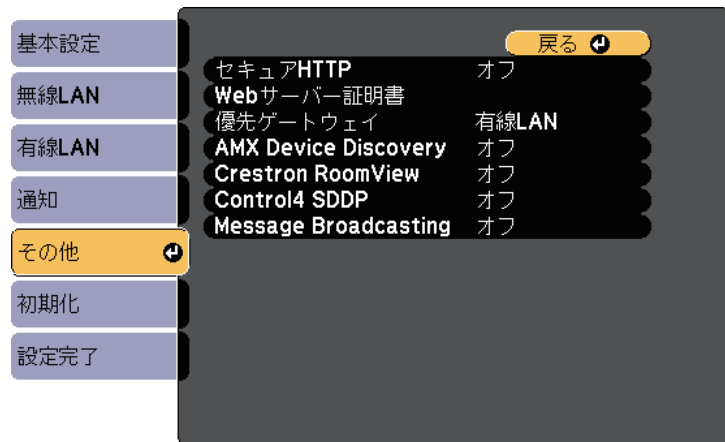 基本設定
無線LAN
有線LAN
通知
その他
初期化
設定完了
戻る
セキュアHTTP オフ
Webサーバー証明書
優先ゲートウェイ 有線LAN
AMX Device Discovery オフ
Crestron RoomView オフ
Control4 SDDP オフ
Message Broadcasting オフ